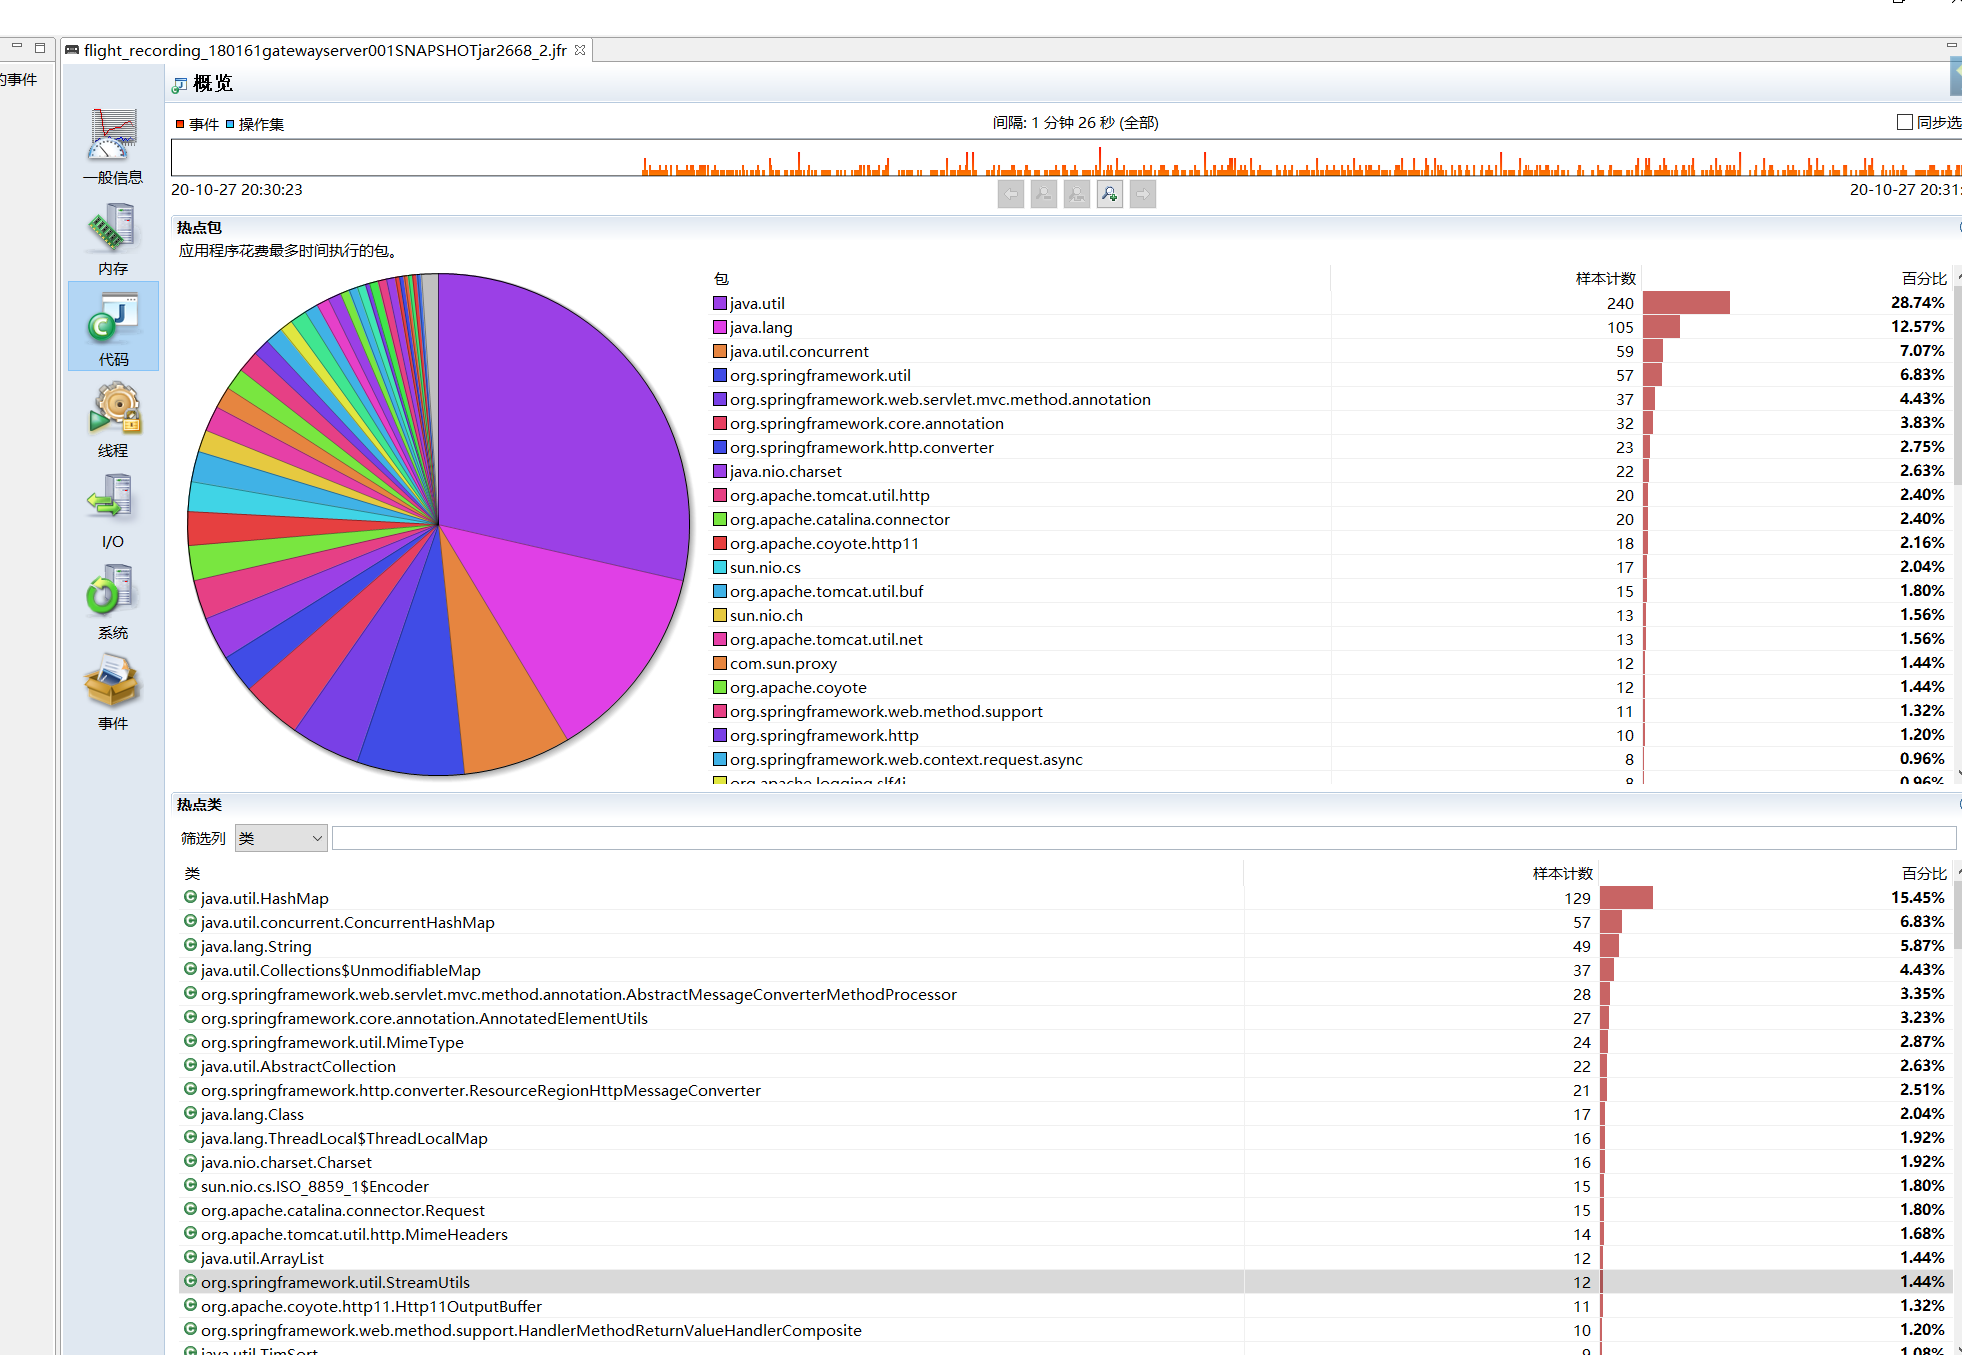 flight_recording_180161gatewayserver001SNAPSHOTjar2668_2.jfr
的事件
概览
事件 操作集 间隔: 1 分钟 26 秒 (全部) 同步选
20-10-27 20:30:23 20-10-27 20:31:
一般信息
内存
代码
线程
I/O
系统
事件
热点包
应用程序花费最多时间执行的包。
包 样本计数 百分比
java.util 240 28.74%
java.lang 105 12.57%
java.util.concurrent 59 7.07%
org.springframework.util 57 6.83%
org.springframework.web.servlet.mvc.method.annotation 37 4.43%
org.springframework.core.annotation 32 3.83%
org.springframework.http.converter 23 2.75%
java.nio.charset 22 2.63%
org.apache.tomcat.util.http 20 2.40%
org.apache.catalina.connector 20 2.40%
org.apache.coyote.http11 18 2.16%
sun.nio.cs 17 2.04%
org.apache.tomcat.util.buf 15 1.80%
sun.nio.ch 13 1.56%
org.apache.tomcat.util.net 13 1.56%
com.sun.proxy 12 1.44%
org.apache.coyote 12 1.44%
org.springframework.web.method.support 11 1.32%
org.springframework.http 10 1.20%
org.springframework.web.context.request.async 8 0.96%
org.apache.logging.slf4j 8 0.96%
热点类
筛选列 类
类 样本计数 百分比
java.util.HashMap 129 15.45%
java.util.concurrent.ConcurrentHashMap 57 6.83%
java.lang.String 49 5.87%
java.util.Collections$UnmodifiableMap 37 4.43%
org.springframework.web.servlet.mvc.method.annotation.AbstractMessageConverterMethodProcessor 28 3.35%
org.springframework.core.annotation.AnnotatedElementUtils 27 3.23%
org.springframework.util.MimeType 24 2.87%
java.util.AbstractCollection 22 2.63%
org.springframework.http.converter.ResourceRegionHttpMessageConverter 21 2.51%
java.lang.Class 17 2.04%
java.lang.ThreadLocal$ThreadLocalMap 16 1.92%
java.nio.charset.Charset 16 1.92%
sun.nio.cs.ISO_8859_1$Encoder 15 1.80%
org.apache.catalina.connector.Request 15 1.80%
org.apache.tomcat.util.http.MimeHeaders 14 1.68%
java.util.ArrayList 12 1.44%
org.springframework.util.StreamUtils 12 1.44%
org.apache.coyote.http11.Http11OutputBuffer 11 1.32%
org.springframework.web.method.support.HandlerMethodReturnValueHandlerComposite 10 1.20%
java.util.TimSort 9 1.08%